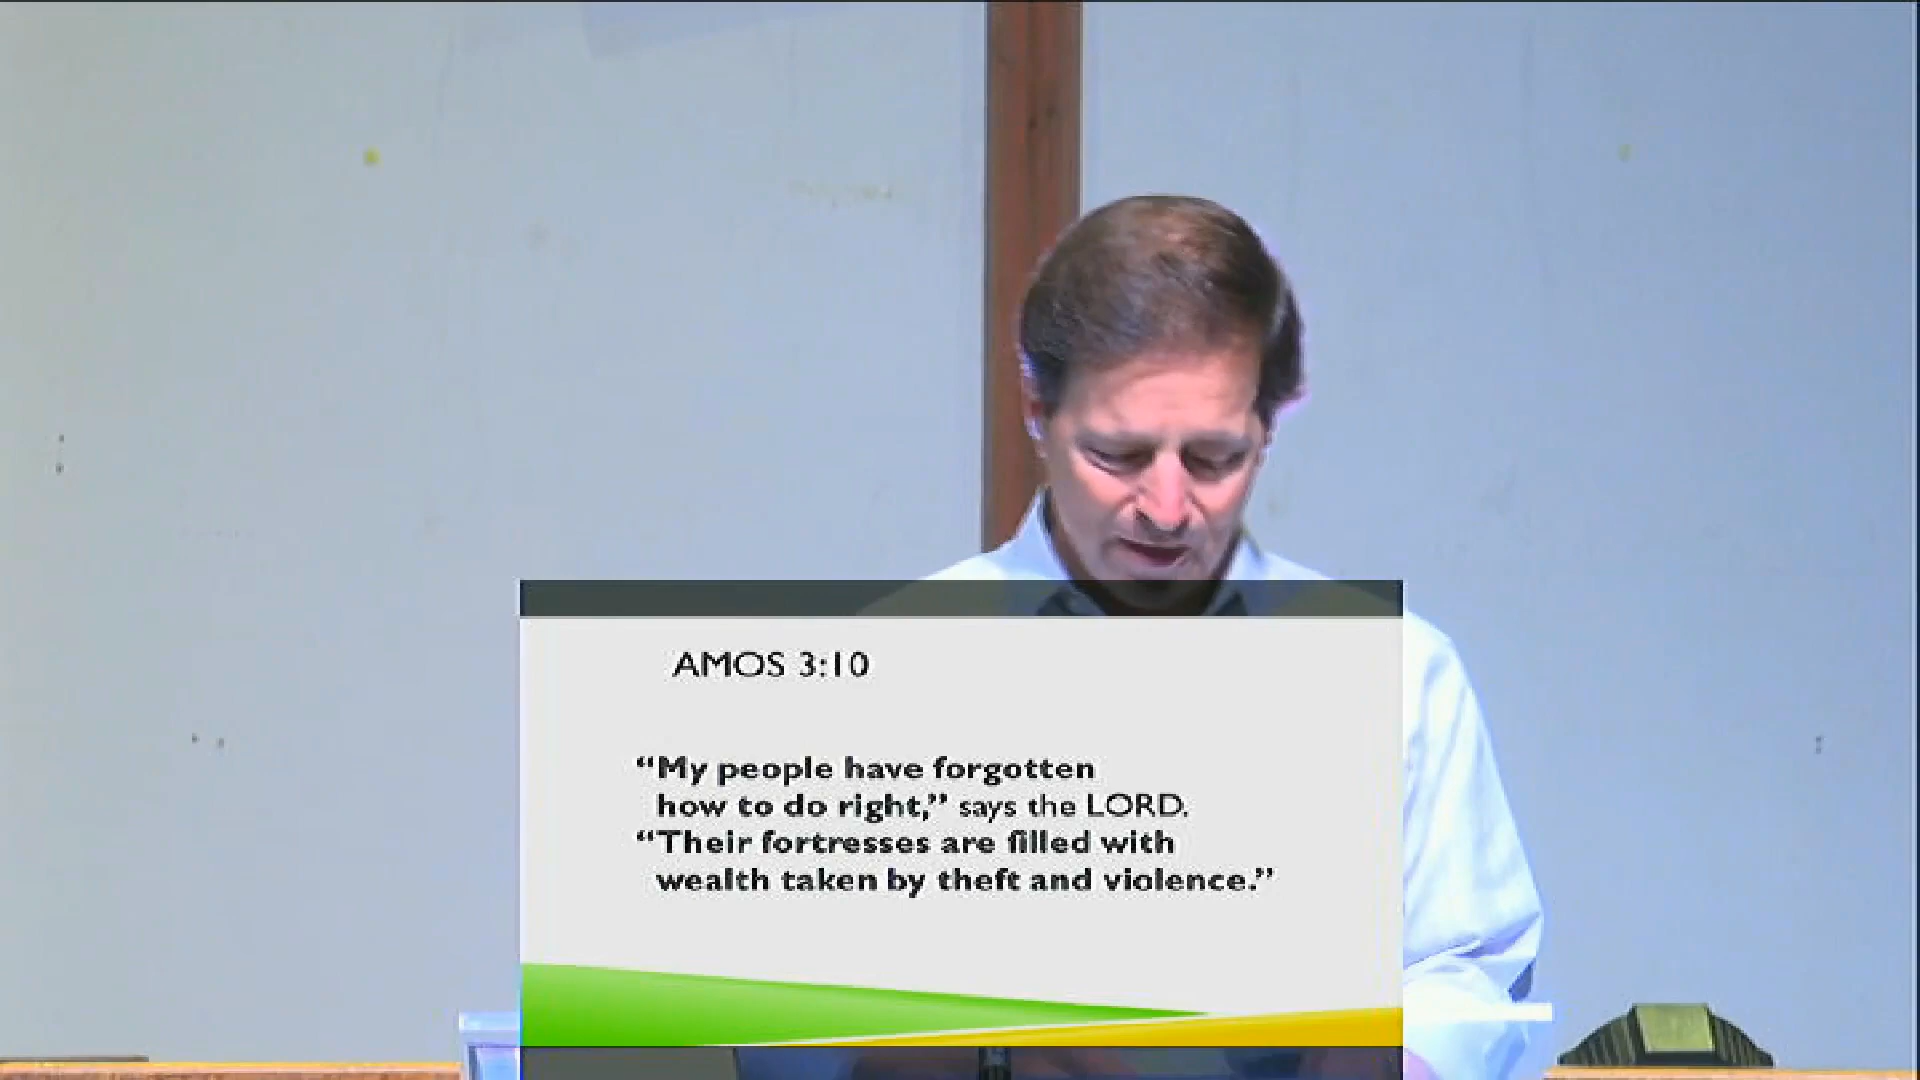 AMOS 3:10
“My people have forgotten
how to do right,” says the LORD.
“Their fortresses are filled with
wealth taken by theft and violence.”